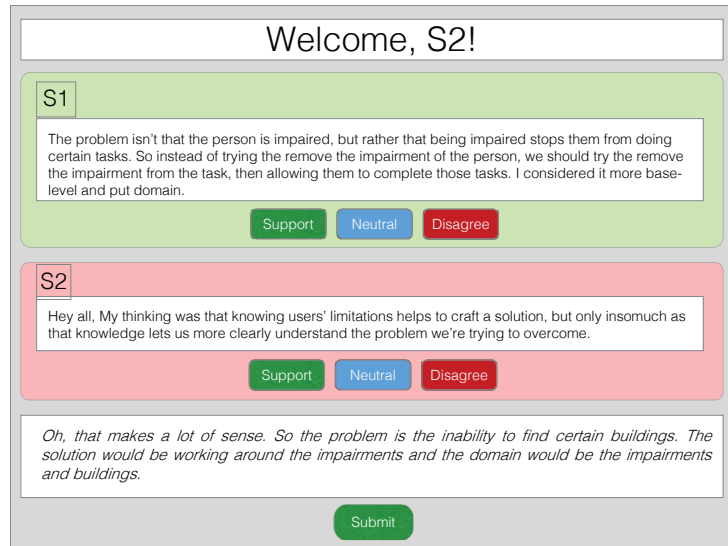 Welcome, S2!
S1
The problem isn't that the person is impaired, but rather that being impaired stops them from doing
certain tasks. So instead of trying the remove the impairment of the person, we should try the remove
the impairment from the task, then allowing them to complete those tasks. I considered it more base-
level and put domain.
Support Neutral Disagree
S2
Hey all, My thinking was that knowing users' limitations helps to craft a solution, but only insomuch as
that knowledge lets us more clearly understand the problem we're trying to overcome.
Support Neutral Disagree
Oh, that makes a lot of sense. So the problem is the inability to find certain buildings. The
solution would be working around the impairments and the domain would be the impairments
and buildings.
Submit